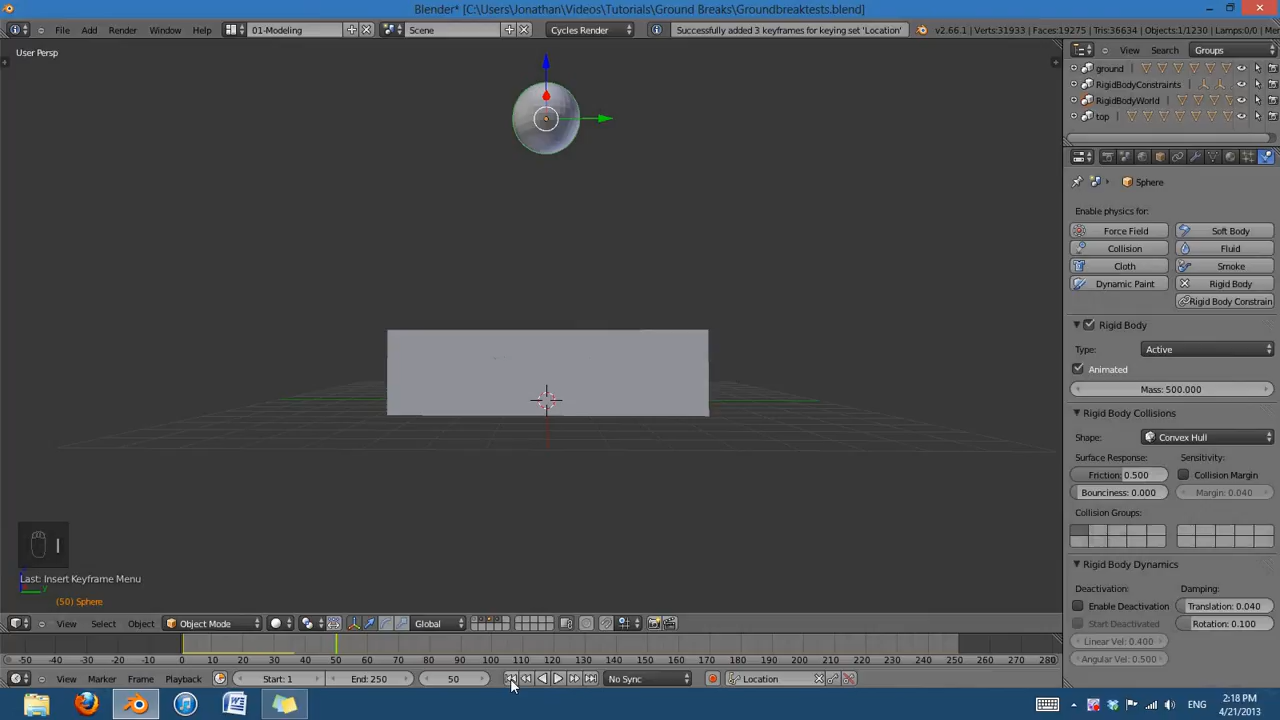 Blender* [C:\Users\Jonathan\Videos\Tutorials\Ground Breaks\Groundbreaktests.blend]
File Add Render Window Help 01-Modeling Scene Cycles Render Successfully added 3 keyframes for keying set 'Location' v2.66.1 | Verts:31933 | Faces:19275 | Tris:36634 | Objects:1/1230 | Lamps:0/0 | Mem
User Persp
View Search Groups
ground
RigidBodyConstraints
RigidBodyWorld
top
Sphere
Enable physics for:
Force Field Soft Body
Collision Fluid
Cloth Smoke
Dynamic Paint Rigid Body
Rigid Body Constrain
Rigid Body
Type: Active
Animated
Mass: 500.000
Rigid Body Collisions
Shape: Convex Hull
Surface Response: Sensitivity:
Friction: 0.500 Collision Margin
Bounciness: 0.000 Margin: 0.040
Collision Groups:
Rigid Body Dynamics
Deactivation: Damping:
Enable Deactivation Translation: 0.040
Start Deactivated Rotation: 0.100
Linear Vel: 0.400
Angular Vel: 0.500
I
Last: Insert Keyframe Menu
(50) Sphere
View Select Object Object Mode Global
-50 -40 -30 -20 -10 0 10 20 30 40 50 60 70 80 90 100 110 120 130 140 150 160 170 180 190 200 210 220 230 240 250 260 270 280
View Marker Frame Playback Start: 1 End: 250 50 No Sync Location
ENG
2:18 PM
4/21/2013